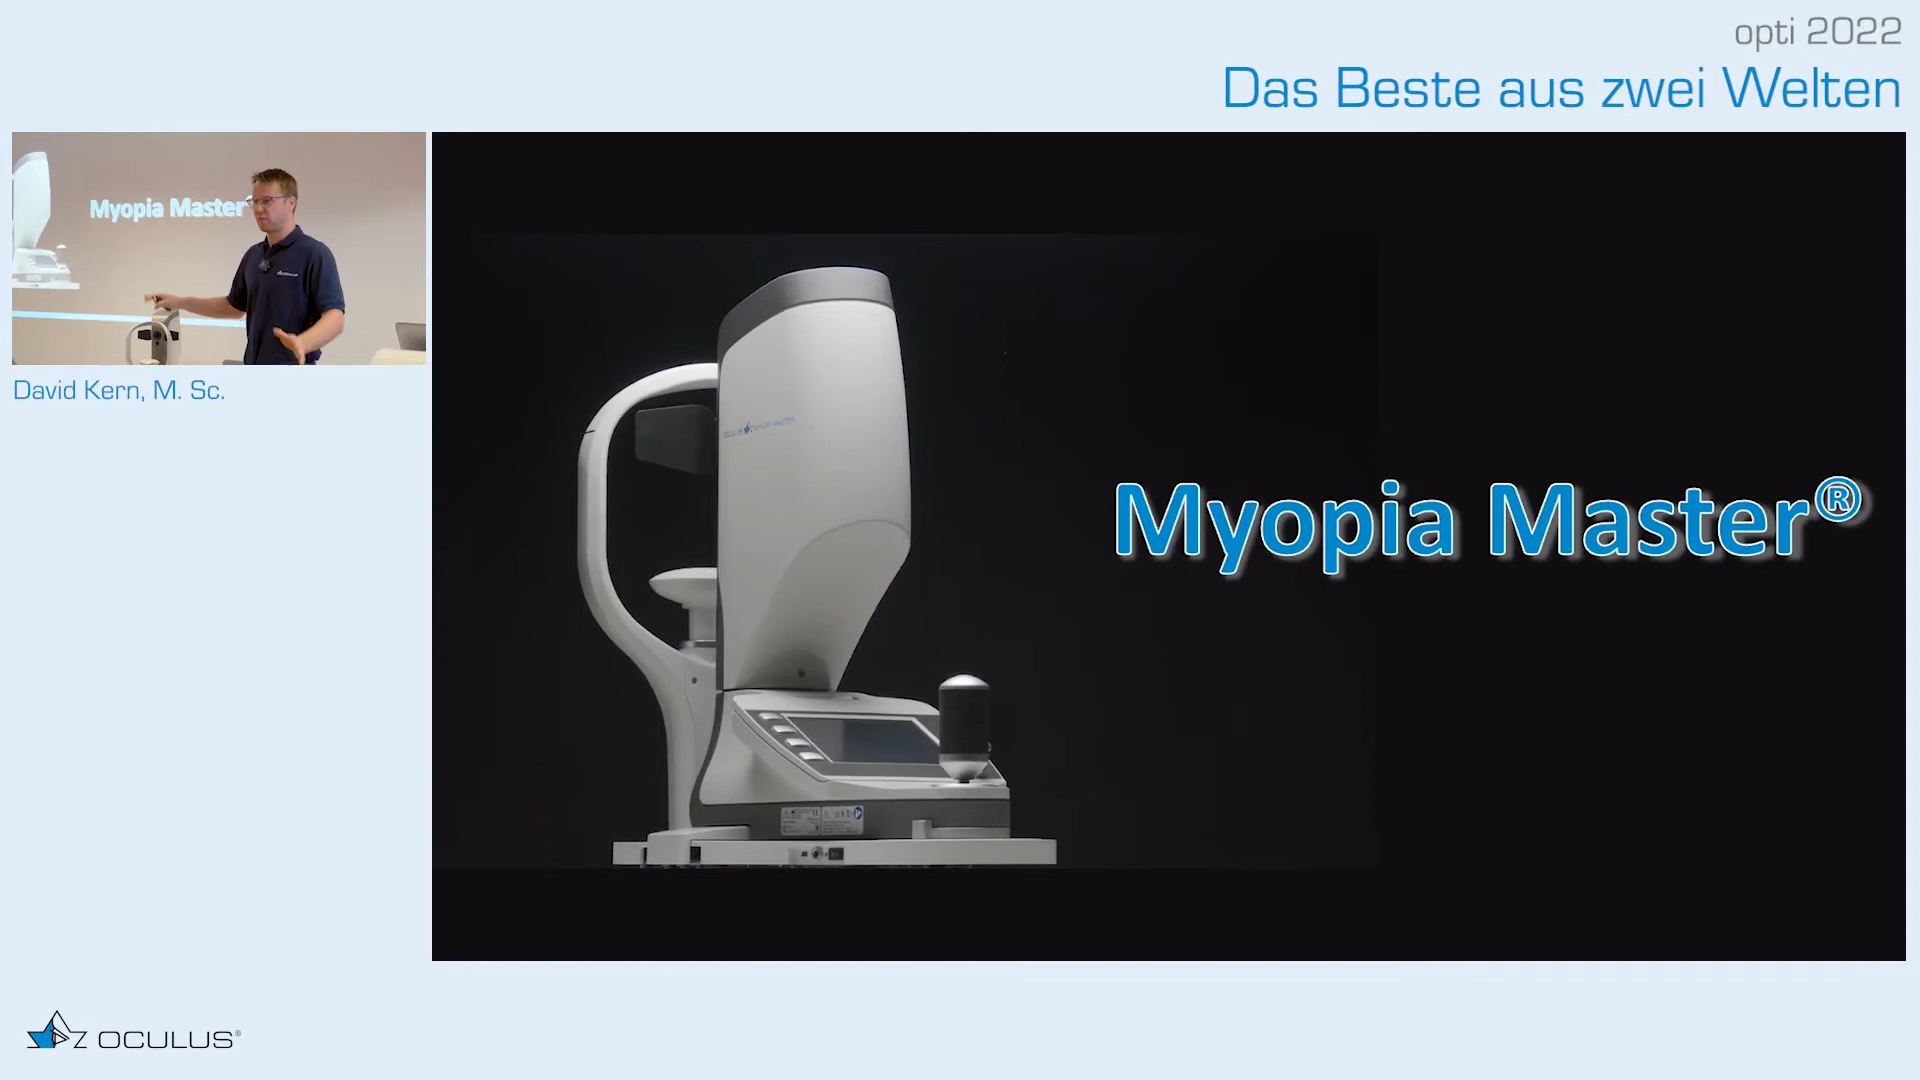 opti 2022
Das Beste aus zwei Welten
Myopia Master
David Kern, M. Sc.
Myopia Master®
OCULUS®